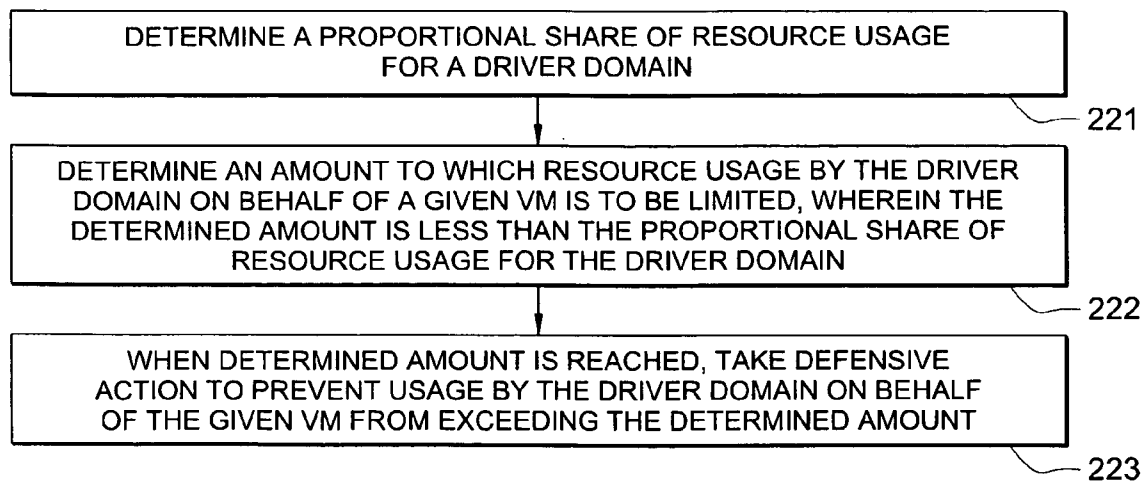 DETERMINE A PROPORTIONAL SHARE OF RESOURCE USAGE
FOR A DRIVER DOMAIN
221
DETERMINE AN AMOUNT TO WHICH RESOURCE USAGE BY THE DRIVER
DOMAIN ON BEHALF OF A GIVEN VM IS TO BE LIMITED, WHEREIN THE
DETERMINED AMOUNT IS LESS THAN THE PROPORTIONAL SHARE OF
RESOURCE USAGE FOR THE DRIVER DOMAIN
222
WHEN DETERMINED AMOUNT IS REACHED, TAKE DEFENSIVE
ACTION TO PREVENT USAGE BY THE DRIVER DOMAIN ON BEHALF
OF THE GIVEN VM FROM EXCEEDING THE DETERMINED AMOUNT
223